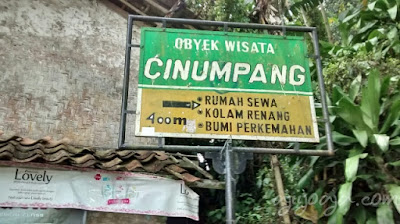 OBYEK WISATA
CINUMPANG
400m
* RUMAH SEWA
* KOLAM RENANG
* BUMI PERKEMAHAN
Lovely